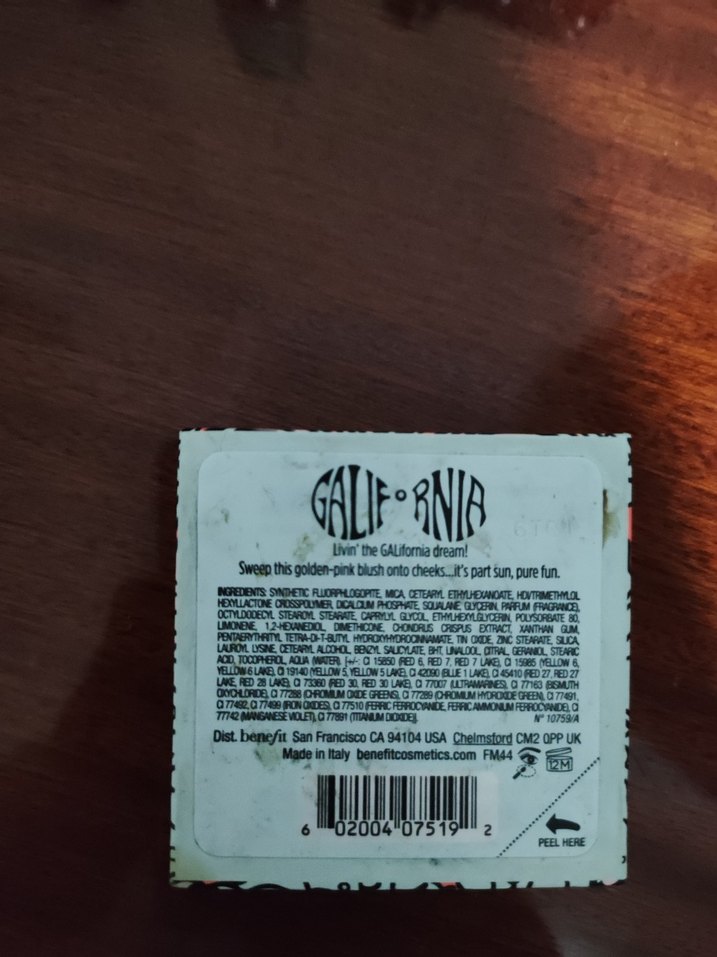 GALIFORNIA
Livin' the GALifornia dream!
Sweep this golden-pink blush onto cheeks...it's part sun, pure fun.
INGREDIENTS: SYNTHETIC FLUORPHLOGOPITE, MICA, CETEARYL ETHYLHEXANOATE, HDI/TRIMETHYLOL
HEXYLLACTONE CROSSPOLYMER, DICALCIUM PHOSPHATE, SQUALANE, GLYCERIN, PARFUM (FRAGRANCE),
OCTYLDODECYL STEAROYL STEARATE, CAPRYLYL GLYCOL, ETHYLHEXYLGLYCERIN, POLYSORBATE 80,
LIMONENE, 1,2-HEXANEDIOL, DIMETHICONE, CHONDRUS CRISPUS EXTRACT, XANTHAN GUM,
PENTAERYTHRITYL TETRA-DI-T-BUTYL HYDROXYHYDROCINNAMATE, TIN OXIDE, ZINC STEARATE, SILICA,
LAUROYL LYSINE, CETEARYL ALCOHOL, BENZYL SALICYLATE, BHT, LINALOOL, CITRAL, GERANIOL, STEARIC
ACID, TOCOPHEROL, AQUA (WATER). [+/-: CI 15850 (RED 6, RED 7, RED 7 LAKE), CI 15985 (YELLOW 6,
YELLOW 6 LAKE), CI 19140 (YELLOW 5, YELLOW 5 LAKE), CI 42090 (BLUE 1 LAKE), CI 45410 (RED 27, RED 27
LAKE, RED 28 LAKE), CI 73360 (RED 30, RED 30 LAKE), CI 77007 (ULTRAMARINES), CI 77163 (BISMUTH
OXYCHLORIDE), CI 77288 (CHROMIUM OXIDE GREENS), CI 77289 (CHROMIUM HYDROXIDE GREEN), CI 77491,
CI 77492, CI 77499 (IRON OXIDES), CI 77510 (FERRIC FERROCYANIDE, FERRIC AMMONIUM FERROCYANIDE), CI
77742 (MANGANESE VIOLET), CI 77891 (TITANIUM DIOXIDE)]. N° 10759/A
Dist. benefit San Francisco CA 94104 USA Chelmsford CM2 0PP UK
Made in Italy benefitcosmetics.com FM44 12M
6 02004 07519 2
PEEL HERE